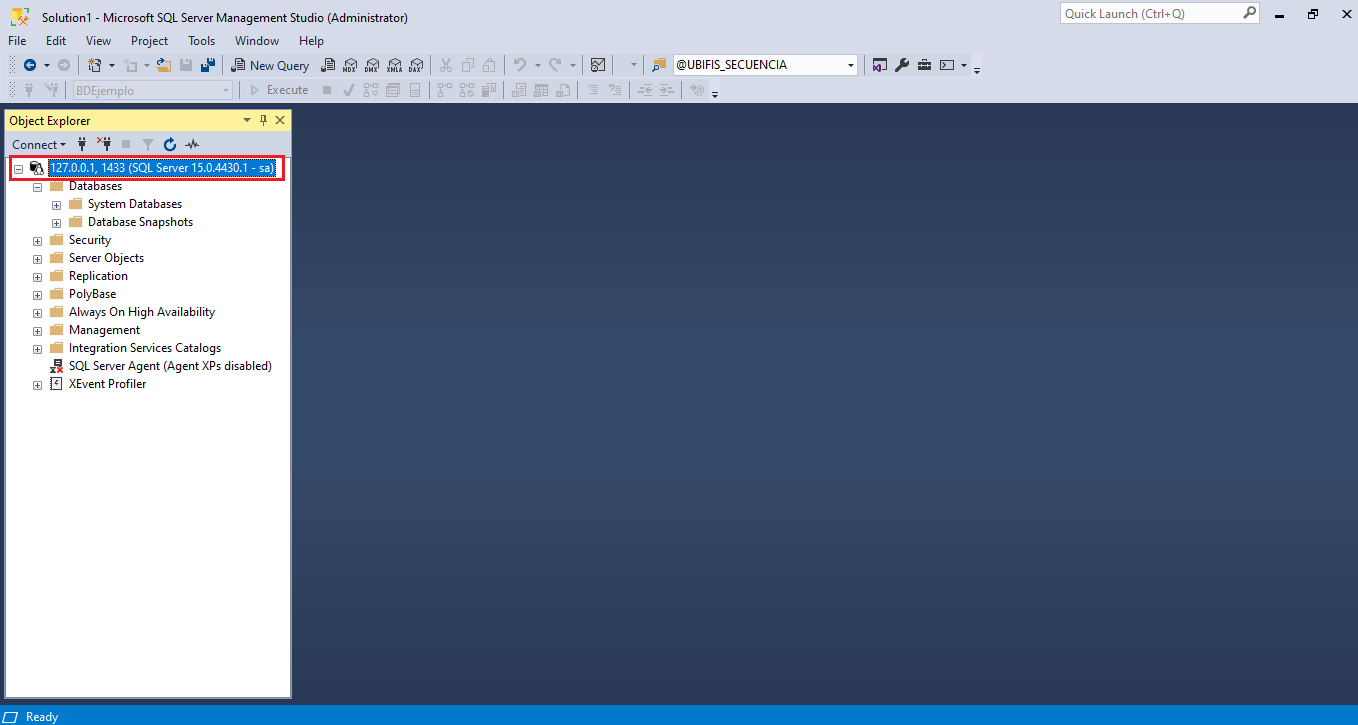 Solution1 - Microsoft SQL Server Management Studio (Administrator)
Quick Launch (Ctrl+Q)
File Edit View Project Tools Window Help
New Query MDX DMX XMLA DAX @UBIFIS_SECUENCIA
BDEjemplo Execute
Object Explorer
Connect
127.0.0.1, 1433 (SQL Server 15.0.4430.1 - sa)
Databases
System Databases
Database Snapshots
Security
Server Objects
Replication
PolyBase
Always On High Availability
Management
Integration Services Catalogs
SQL Server Agent (Agent XPs disabled)
XEvent Profiler
Ready